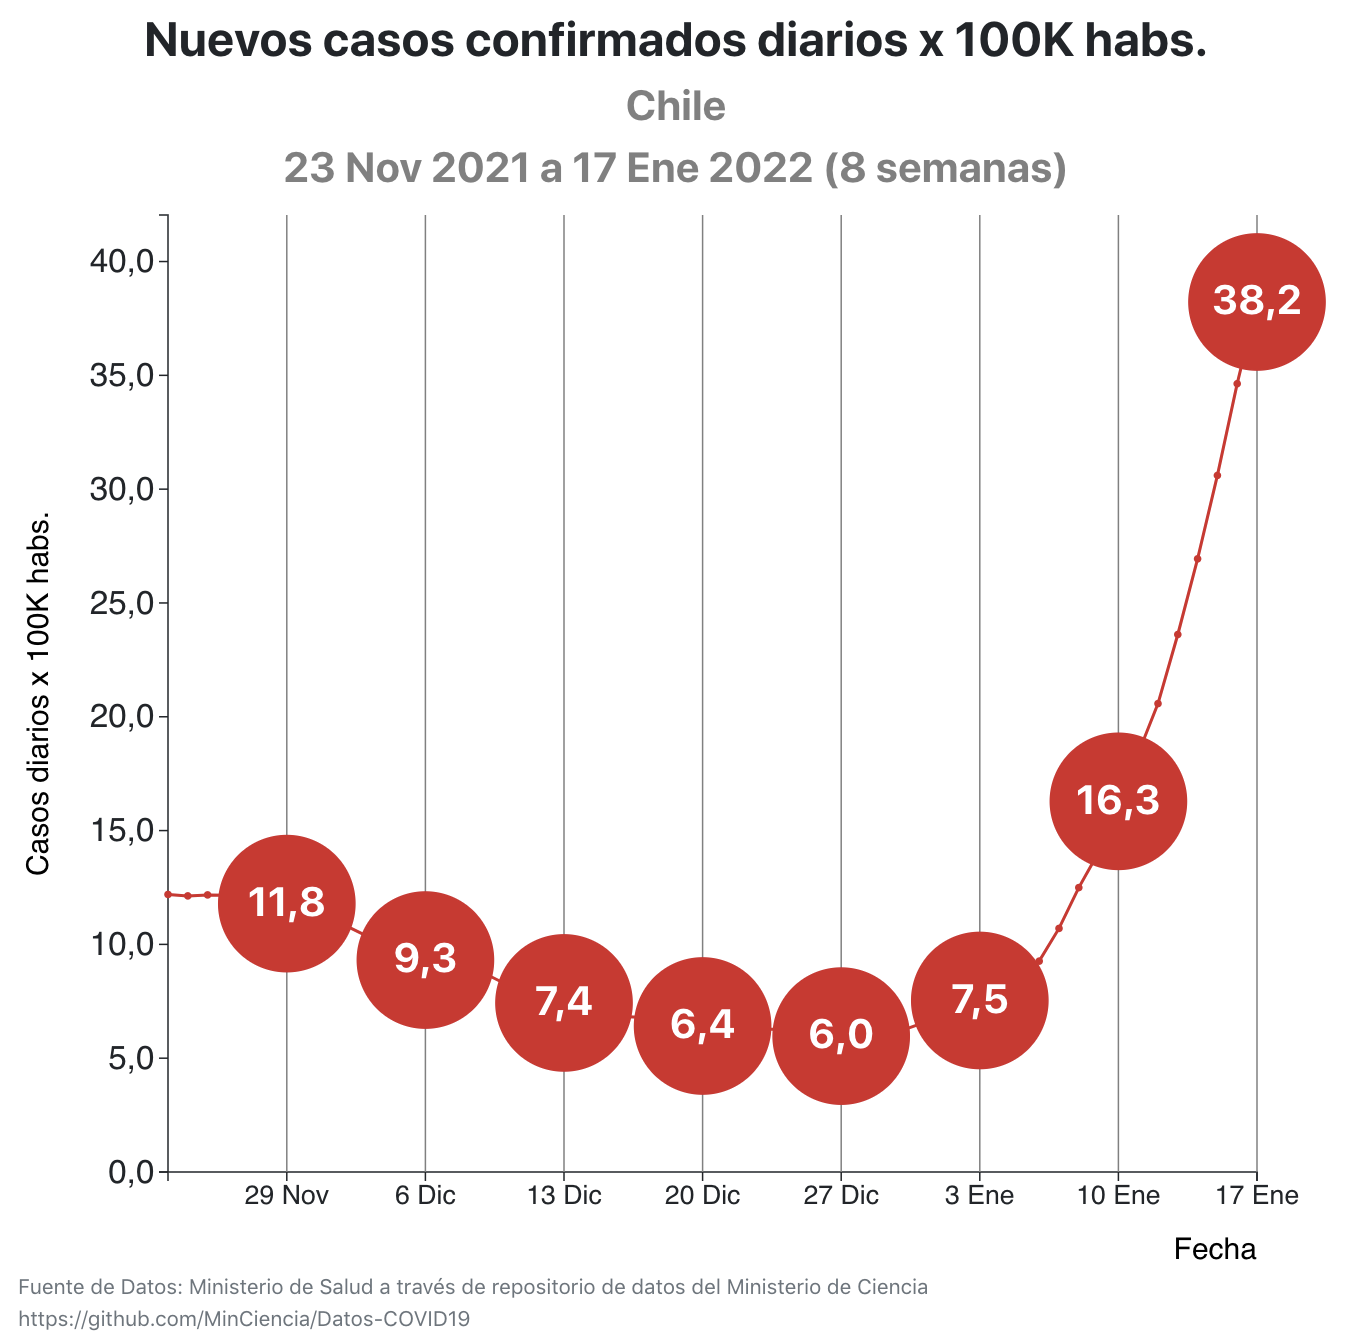 Nuevos casos confirmados diarios x 100K habs.
Chile
23 Nov 2021 a 17 Ene 2022 (8 semanas)
Casos diarios x 100K habs.
40,0
35,0
30,0
25,0
20,0
15,0
10,0
5,0
0,0
11,8
9,3
7,4
6,4
6,0
7,5
16,3
38,2
29 Nov
6 Dic
13 Dic
20 Dic
27 Dic
3 Ene
10 Ene
17 Ene
Fecha
Fuente de Datos: Ministerio de Salud a través de repositorio de datos del Ministerio de Ciencia
https://github.com/MinCiencia/Datos-COVID19